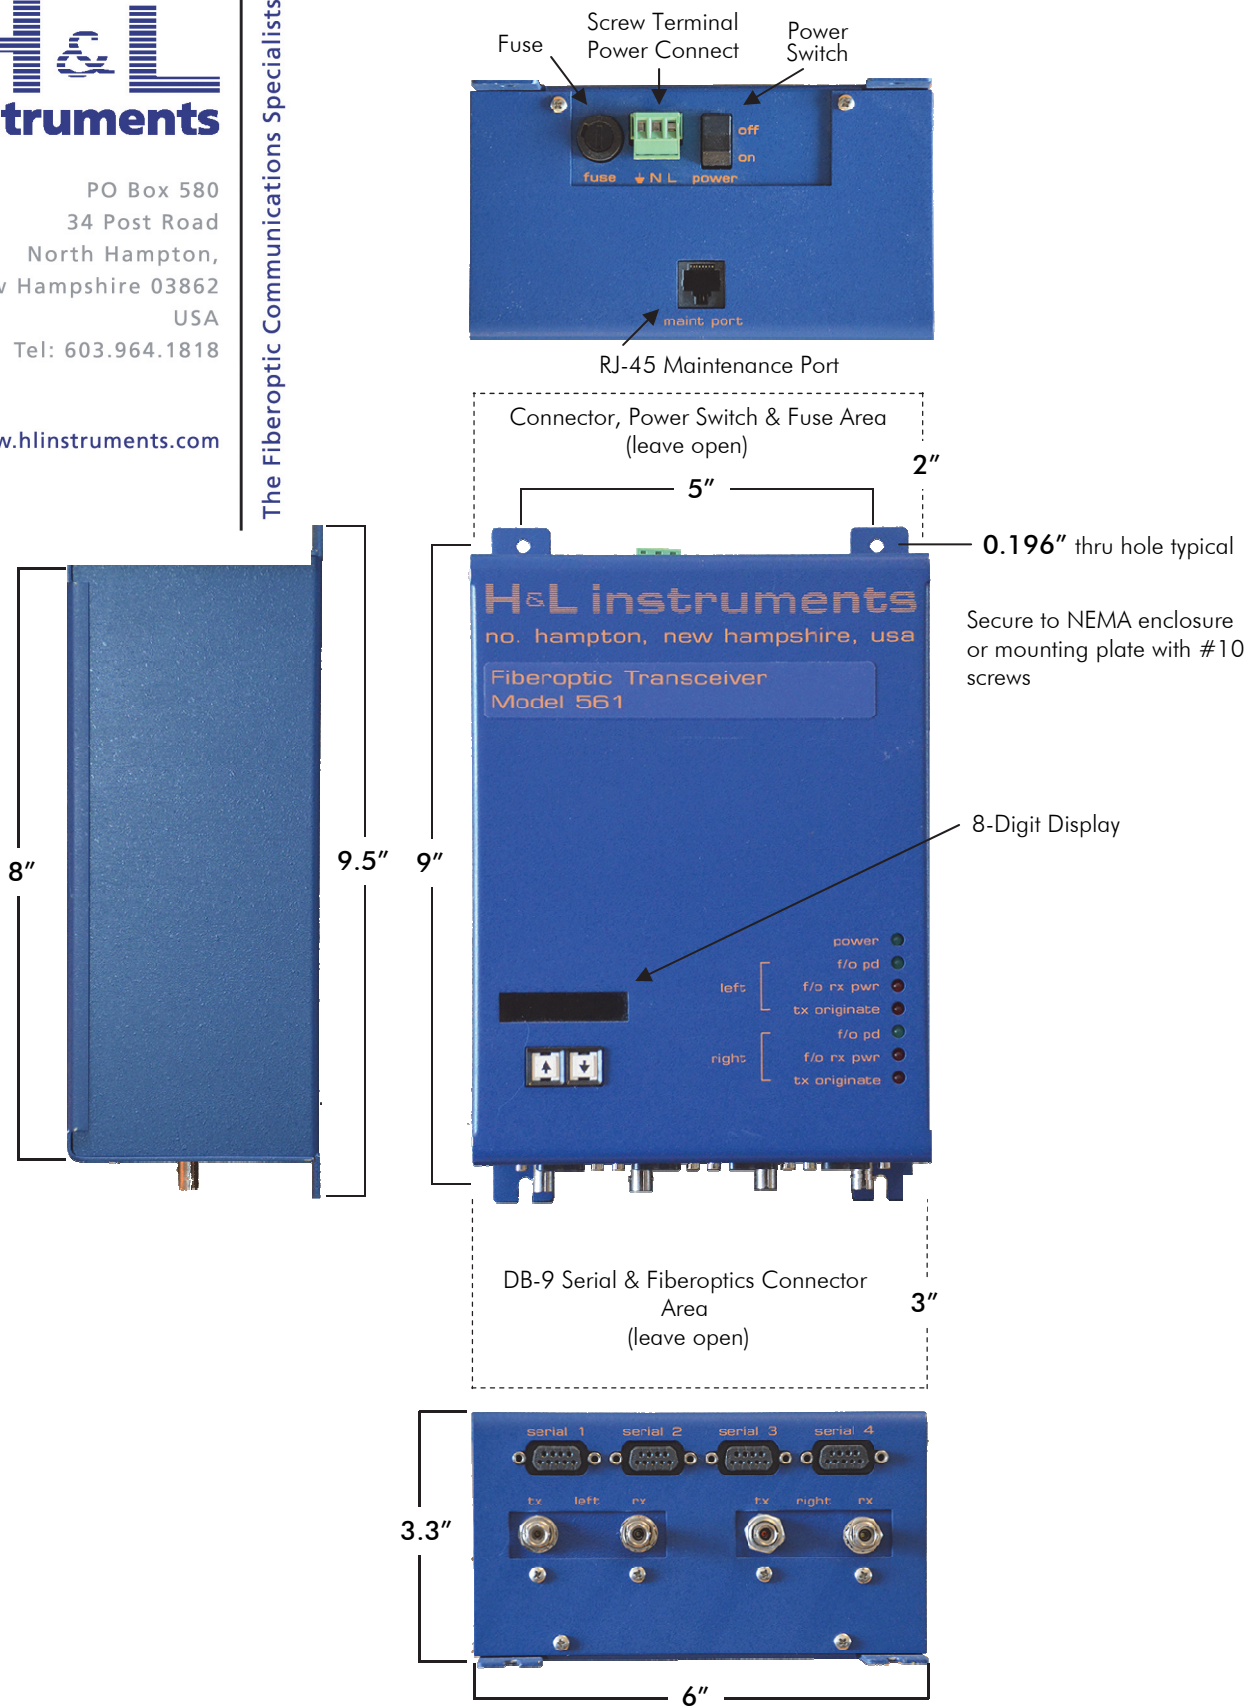 H&L
truments
PO Box 580
34 Post Road
North Hampton,
w Hampshire 03862
USA
Tel: 603.964.1818
w.hlinstruments.com
The Fiberoptic Communications Specialists
Fuse
Screw Terminal
Power Connect
Power
Switch
off
on
fuse
N L
power
maint port
RJ-45 Maintenance Port
Connector, Power Switch & Fuse Area
(leave open)
2"
5"
0.196" thru hole typical
Secure to NEMA enclosure
or mounting plate with #10
screws
H&L instruments
no. hampton, new hampshire, usa
Fiberoptic Transceiver
Model 561
8-Digit Display
8"
9.5"
9"
power
left
f/o pd
f/o rx pwr
tx originate
right
f/o pd
f/o rx pwr
tx originate
DB-9 Serial & Fiberoptics Connector
Area
(leave open)
3"
serial 1
serial 2
serial 3
serial 4
tx left rx
tx right rx
3.3"
6"